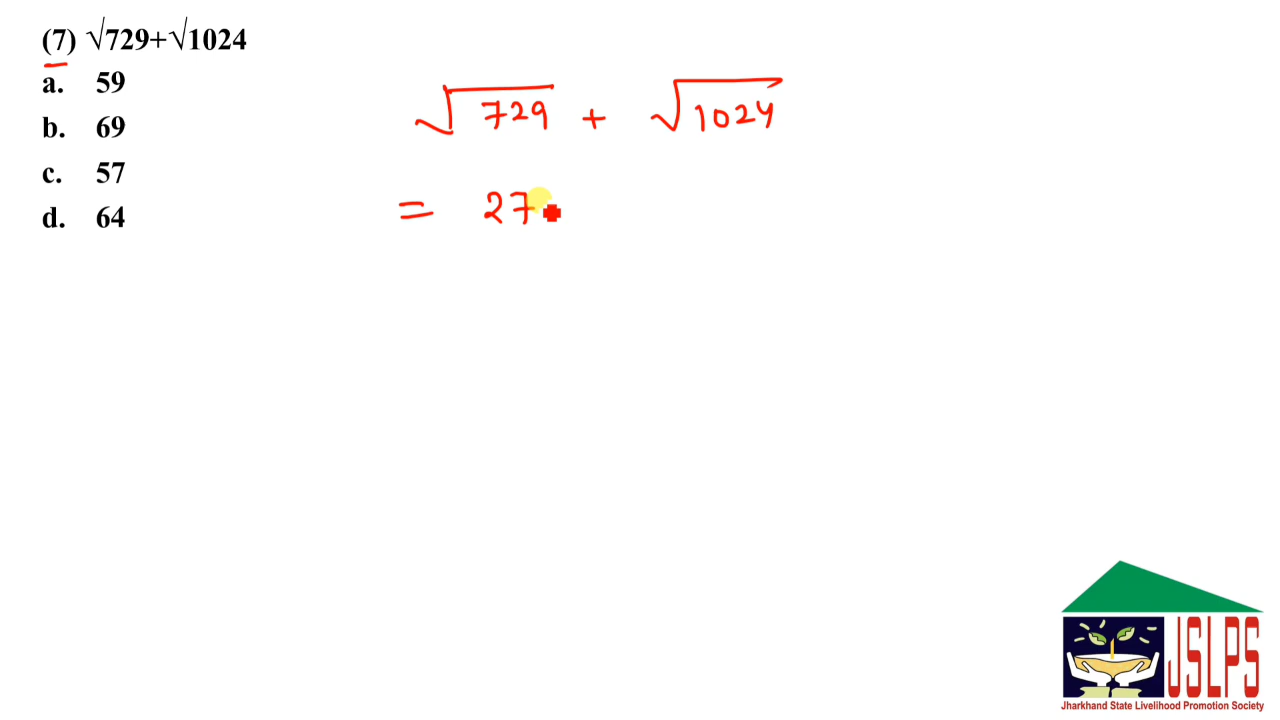 (7) √729+√1024
a. 59
b. 69
c. 57
d. 64
√729 + √1024
= 27
JSLPS
Jharkhand State Livelihood Promotion Society